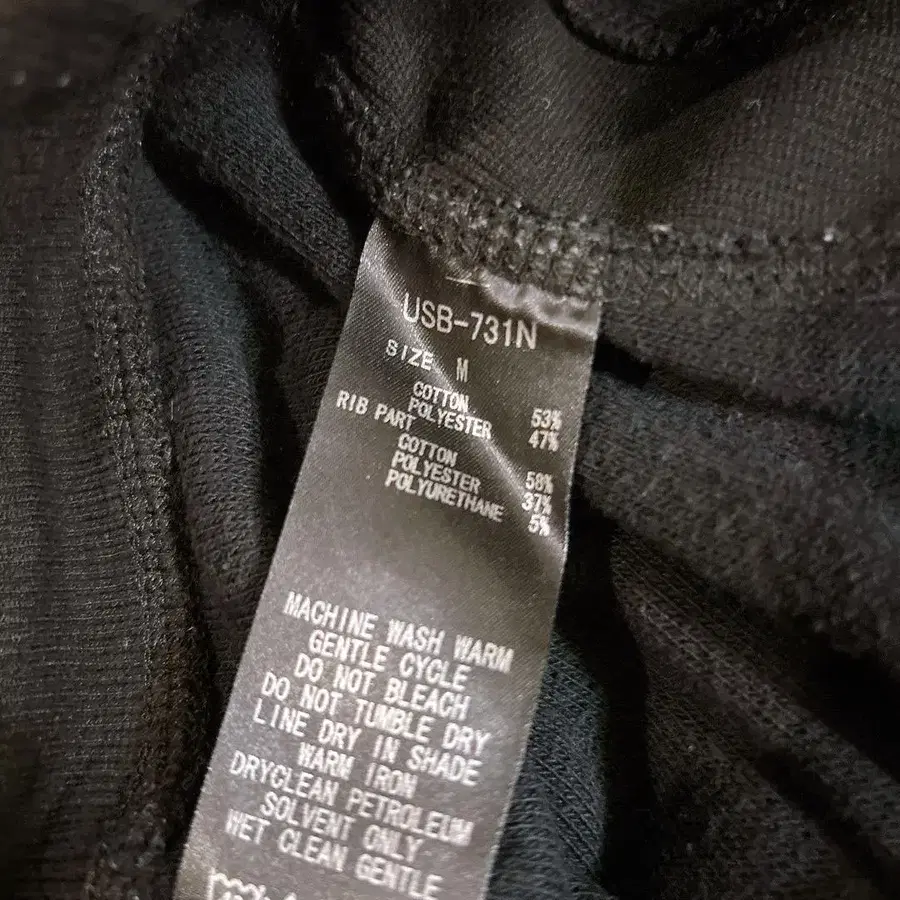 USB-731N
SIZE M
COTTON 53%
POLYESTER 47%
RIB PART
COTTON 58%
POLYESTER 37%
POLYURETHANE 5%
MACHINE WASH WARM
GENTLE CYCLE
DO NOT BLEACH
DO NOT TUMBLE DRY
LINE DRY IN SHADE
WARM IRON
DRYCLEAN PETROLEUM
SOLVENT ONLY
WET CLEAN GENTLE